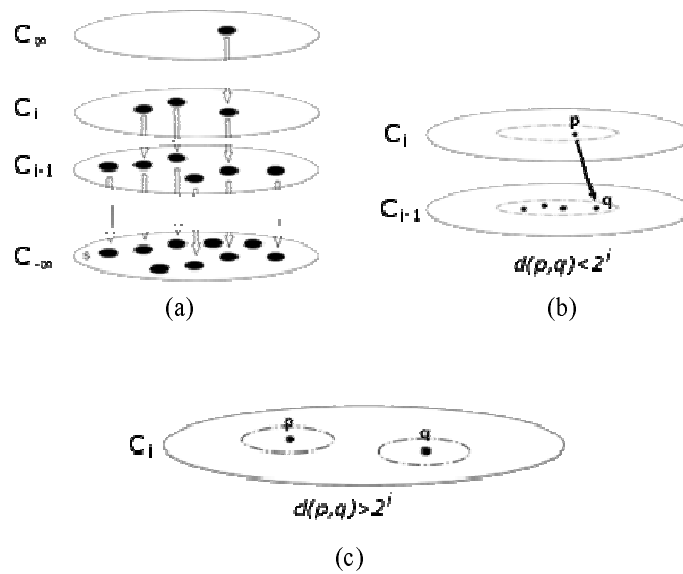 C∞
Ci
Ci-1
C-∞
s
(a)
p
Ci
q
Ci-1
d(p,q)<2^i
(b)
p
q
Ci
d(p,q)>2^i
(c)